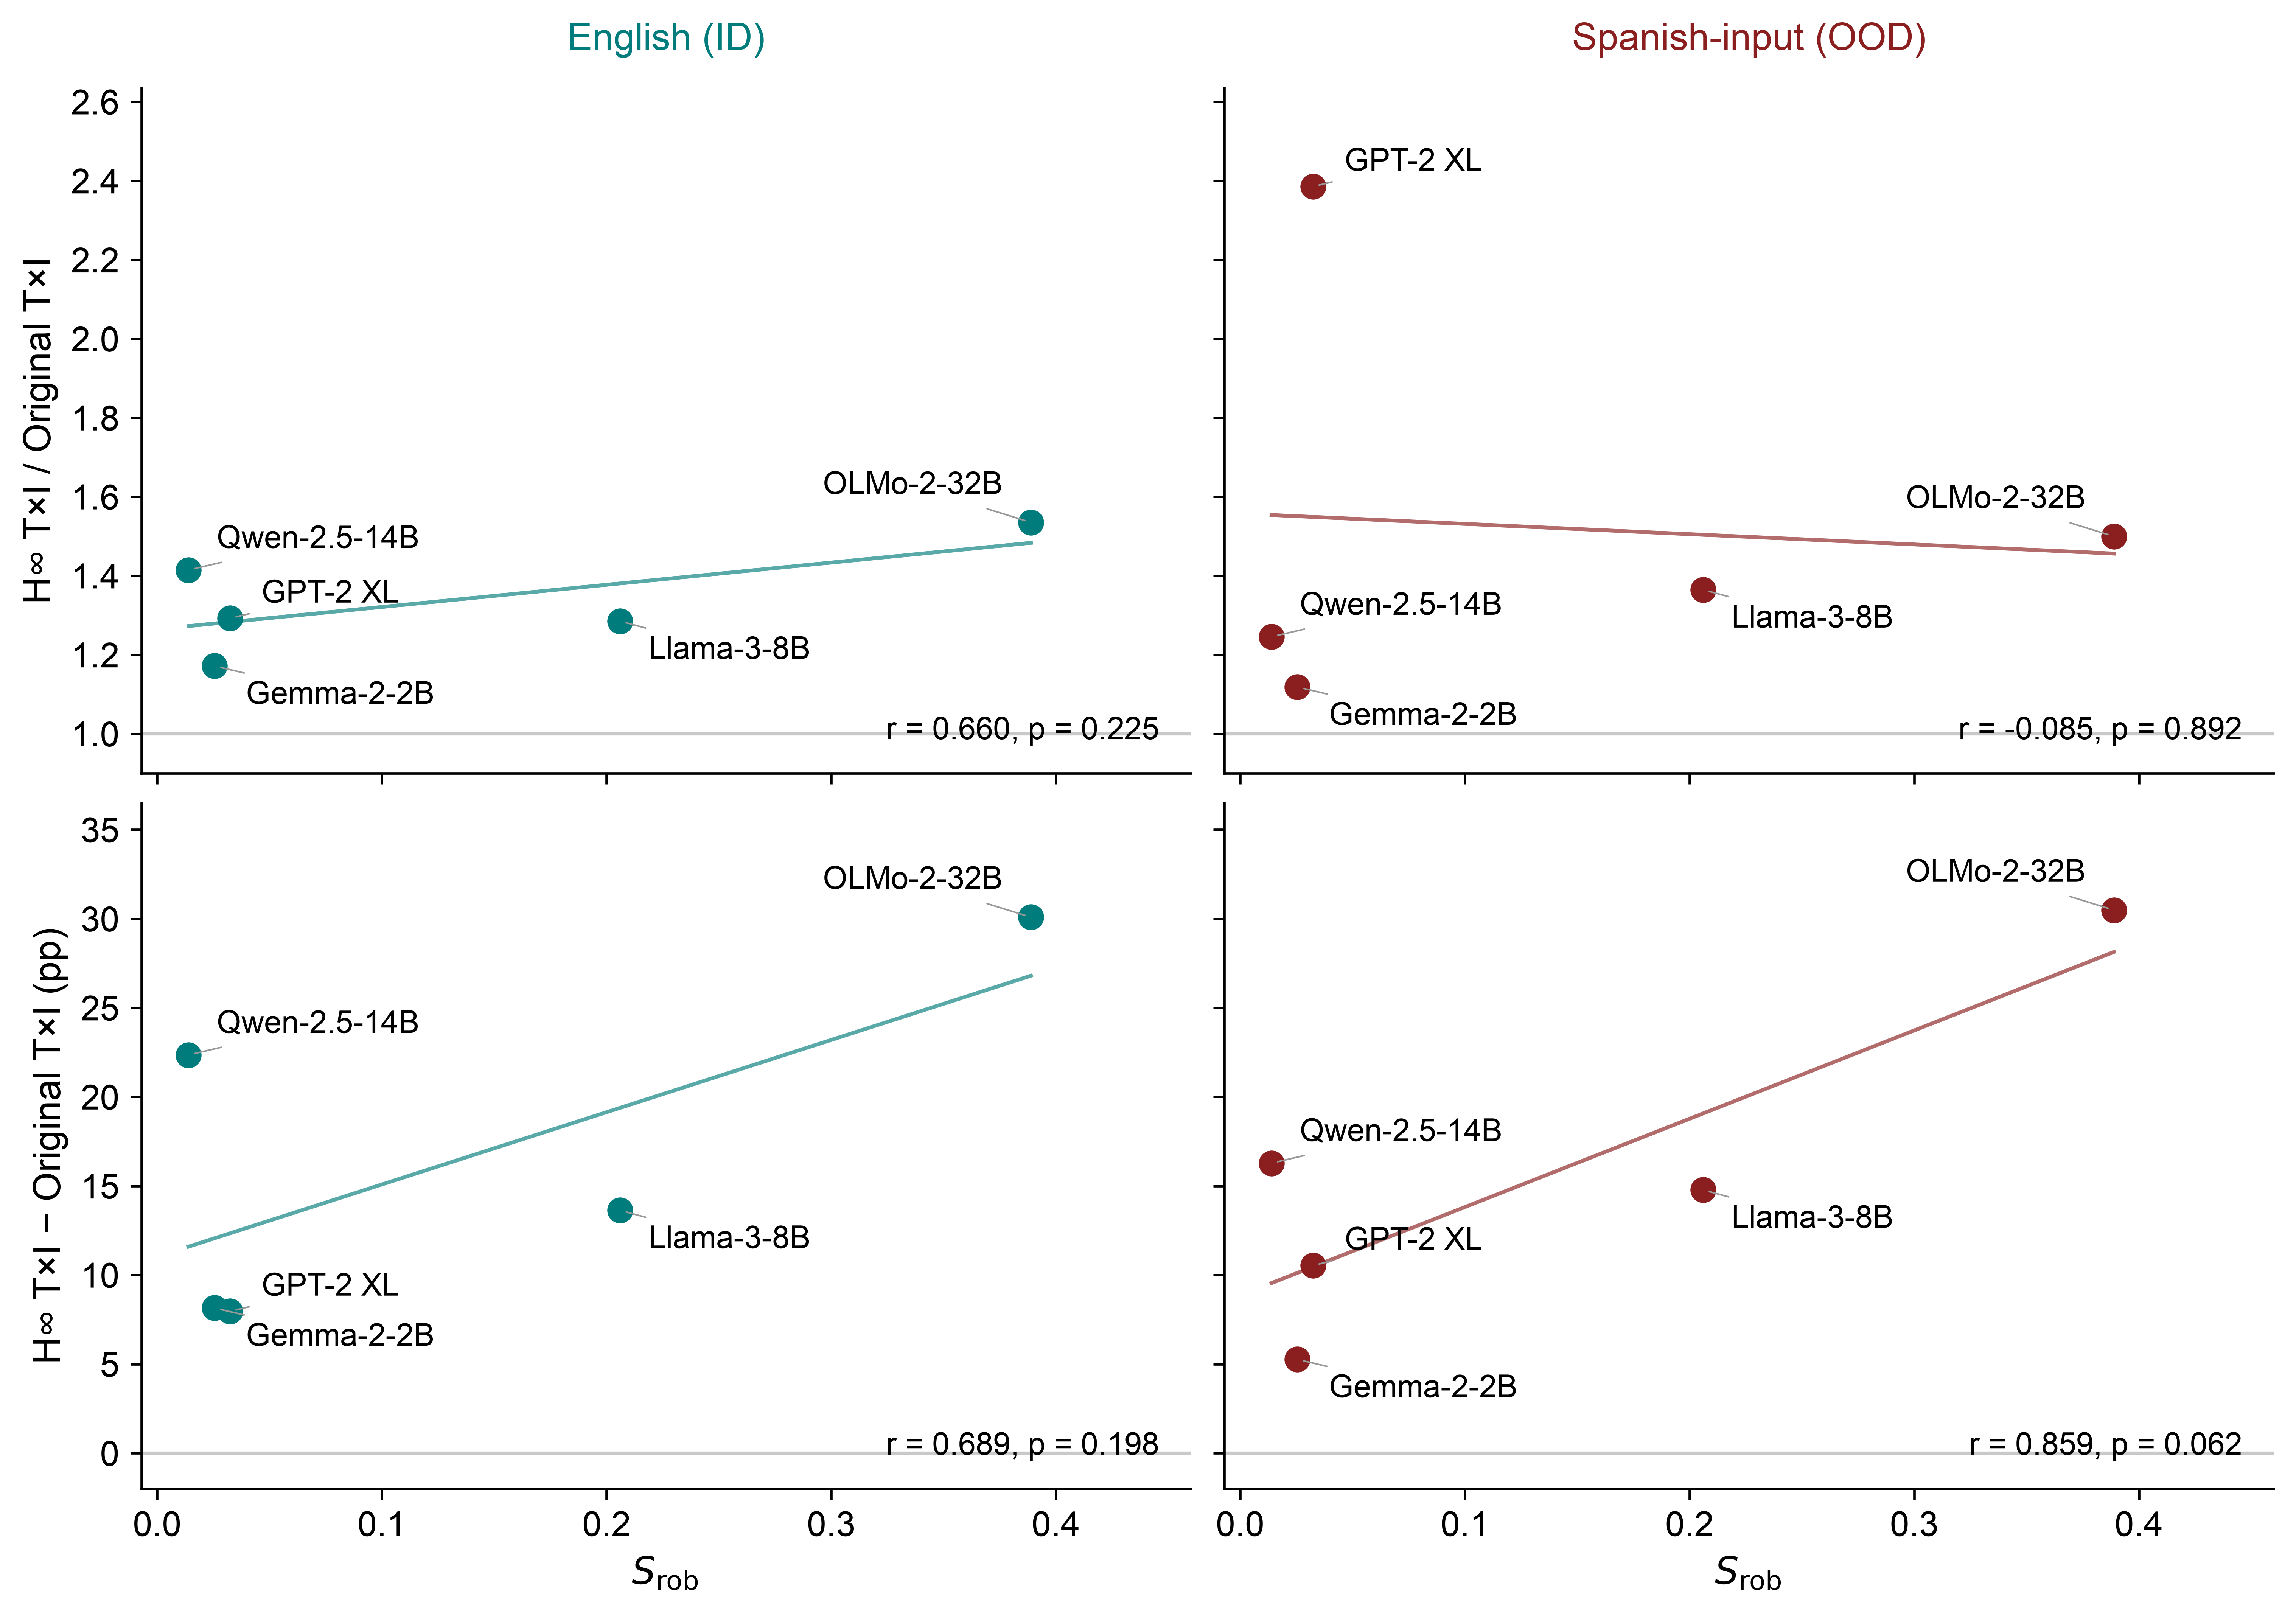 English (ID)
Spanish-input (OOD)
H∞ T×I / Original T×I
2.6
2.4
2.2
2.0
1.8
1.6
1.4
1.2
1.0
OLMo-2-32B
Qwen-2.5-14B
GPT-2 XL
Llama-3-8B
Gemma-2-2B
r = 0.660, p = 0.225
GPT-2 XL
OLMo-2-32B
Qwen-2.5-14B
Llama-3-8B
Gemma-2-2B
r = -0.085, p = 0.892
H∞ T×I − Original T×I (pp)
35
30
25
20
15
10
5
0
OLMo-2-32B
Qwen-2.5-14B
Llama-3-8B
GPT-2 XL
Gemma-2-2B
r = 0.689, p = 0.198
0.0 0.1 0.2 0.3 0.4
S_rob
OLMo-2-32B
Qwen-2.5-14B
Llama-3-8B
GPT-2 XL
Gemma-2-2B
r = 0.859, p = 0.062
0.0 0.1 0.2 0.3 0.4
S_rob